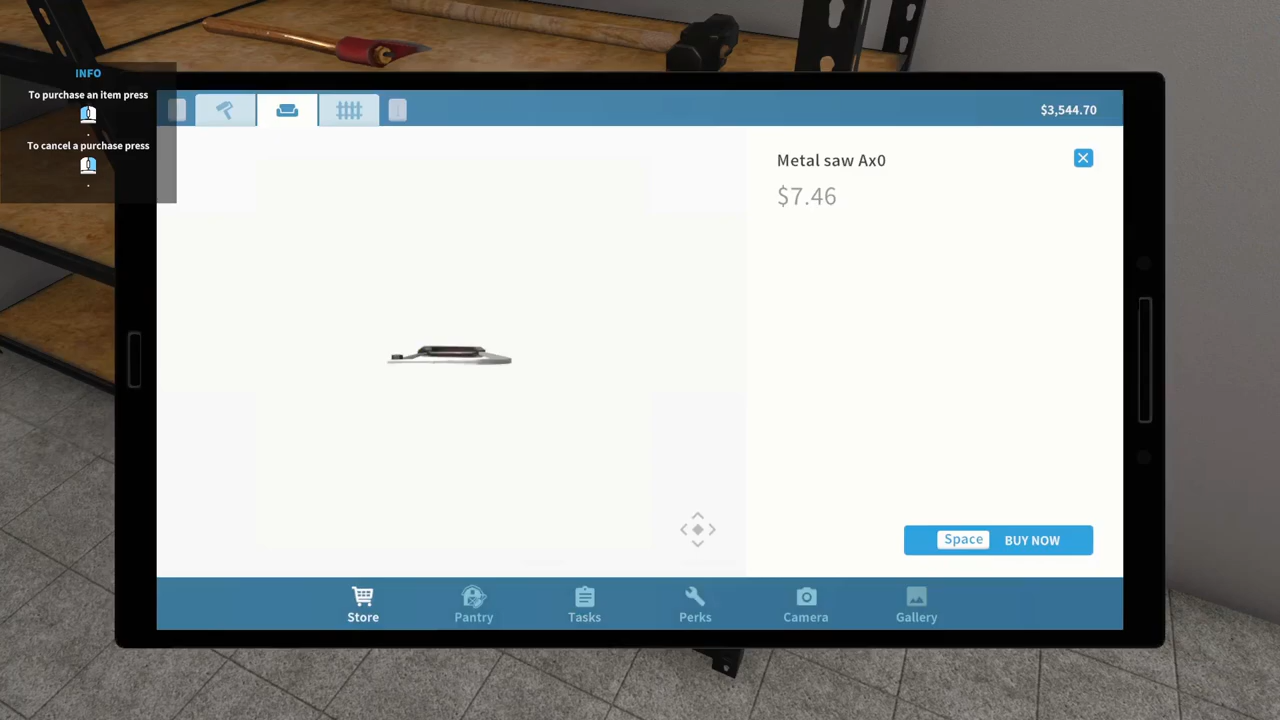 INFO
To purchase an item press
.
To cancel a purchase press
.
$3,544.70
Metal saw Ax0
$7.46
Space BUY NOW
Store Pantry Tasks Perks Camera Gallery